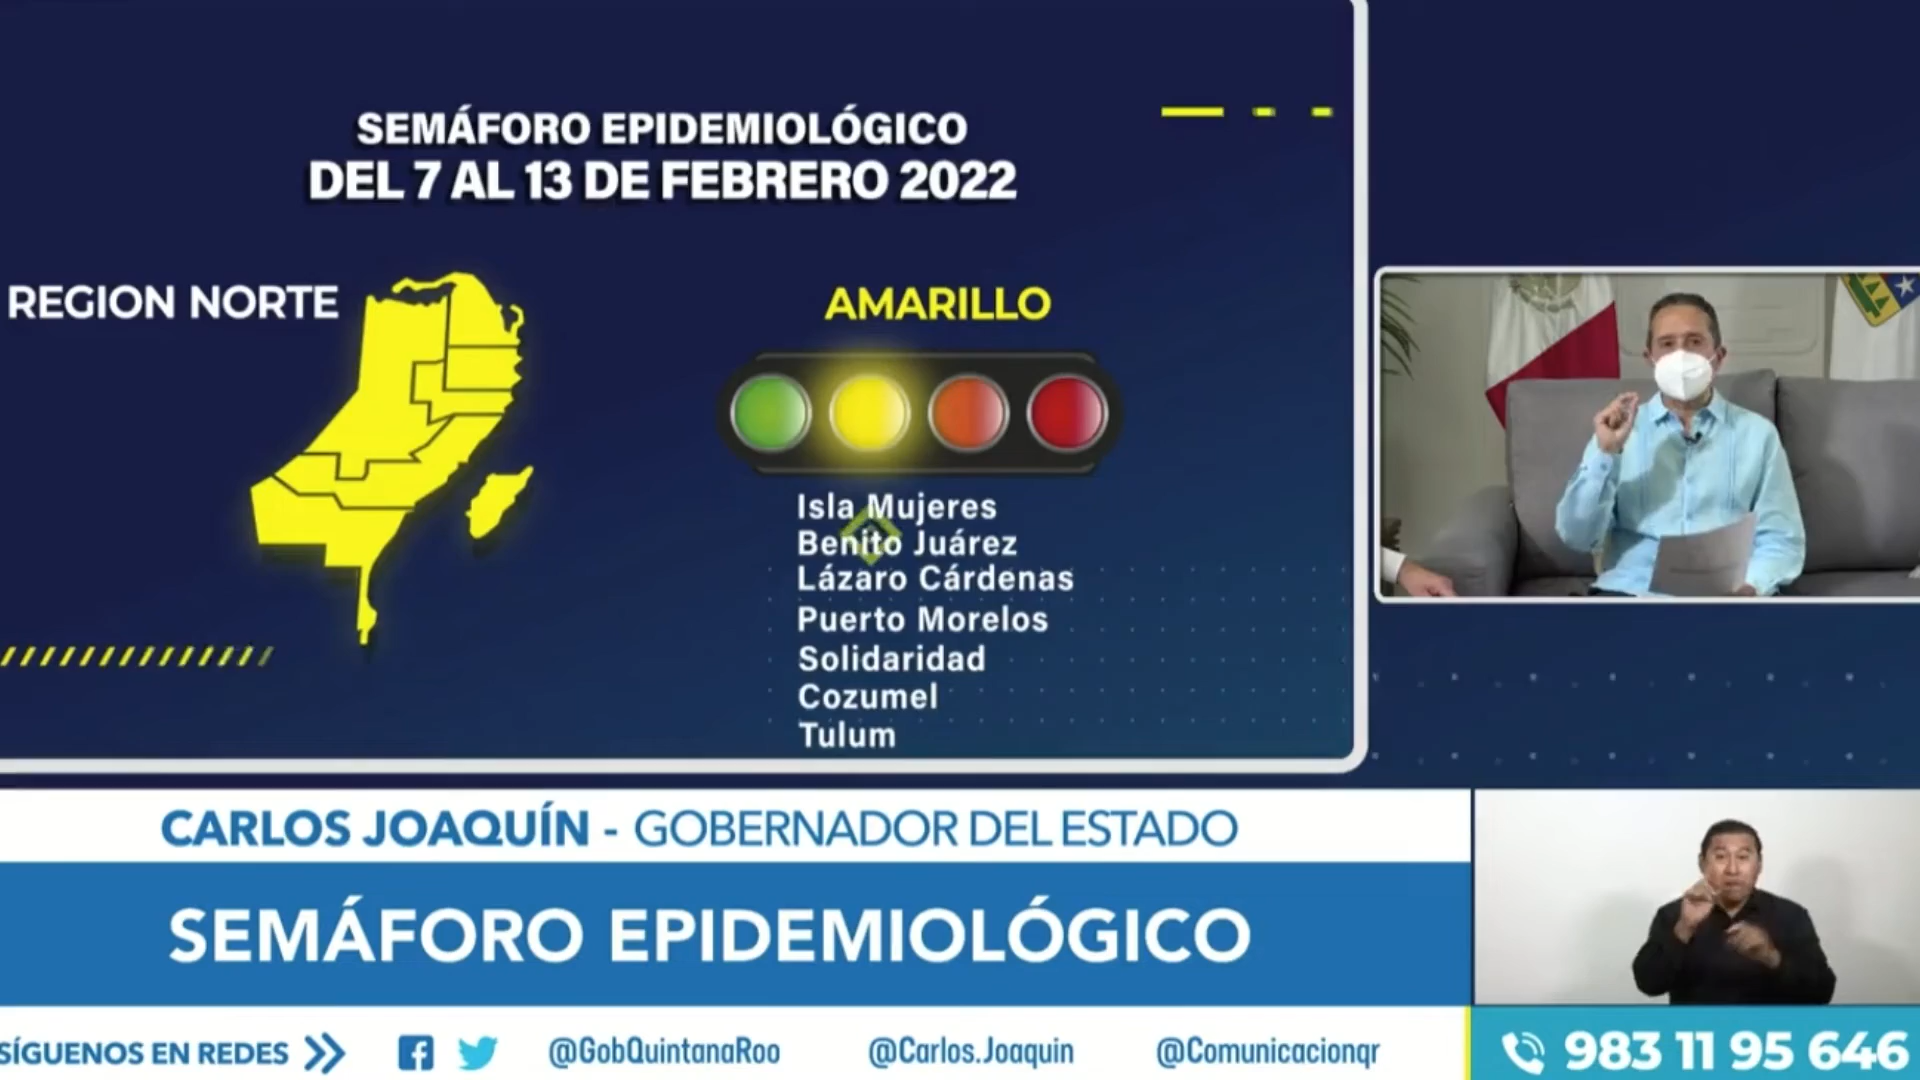 SEMÁFORO EPIDEMIOLÓGICO
DEL 7 AL 13 DE FEBRERO 2022
REGION NORTE
AMARILLO
Isla Mujeres
Benito Juárez
Lázaro Cárdenas
Puerto Morelos
Solidaridad
Cozumel
Tulum
CARLOS JOAQUÍN - GOBERNADOR DEL ESTADO
SEMÁFORO EPIDEMIOLÓGICO
SÍGUENOS EN REDES
@GobQuintanaRoo
@Carlos.Joaquin
@Comunicacionqr
983 11 95 646